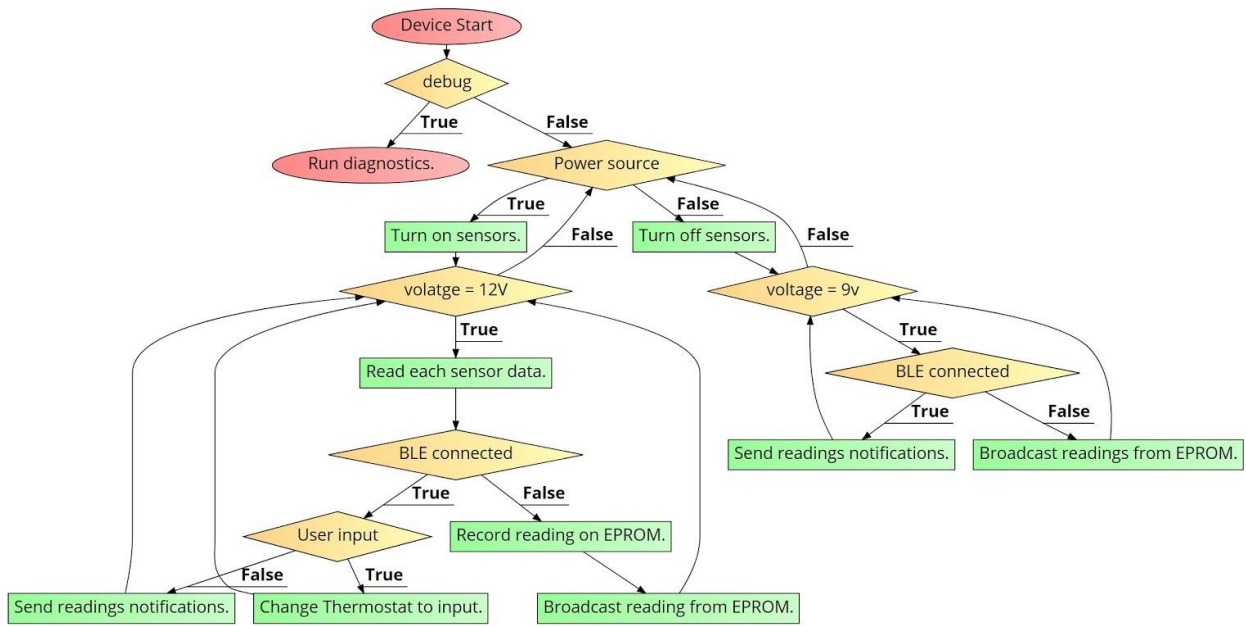 Device Start
debug
True
False
Run diagnostics.
Power source
True
False
Turn on sensors.
False
Turn off sensors.
False
volatge = 12V
voltage = 9v
True
True
Read each sensor data.
BLE connected
True
False
BLE connected
Send readings notifications.
Broadcast readings from EPROM.
True
False
User input
Record reading on EPROM.
False
True
Send readings notifications.
Change Thermostat to input.
Broadcast reading from EPROM.